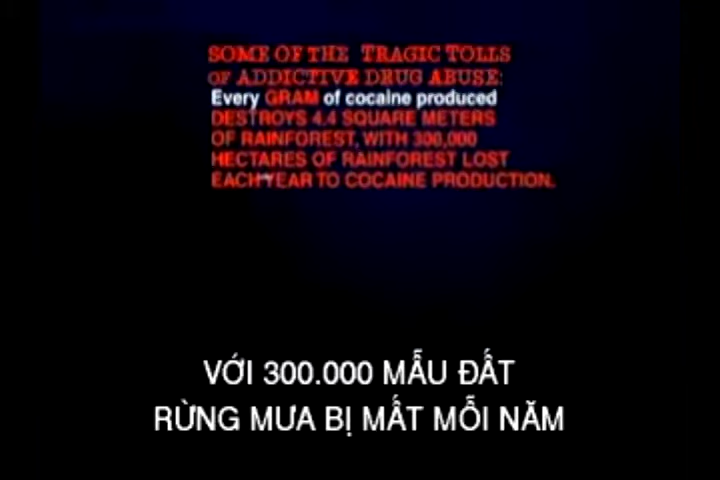 SOME OF THE TRAGIC TOLLS
OF ADDICTIVE DRUG ABUSE:
Every GRAM of cocaine produced
DESTROYS 4.4 SQUARE METERS
OF RAINFOREST, WITH 300,000
HECTARES OF RAINFOREST LOST
EACH YEAR TO COCAINE PRODUCTION.
VỚI 300.000 MẪU ĐẤT
RỪNG MƯA BỊ MẤT MỖI NĂM